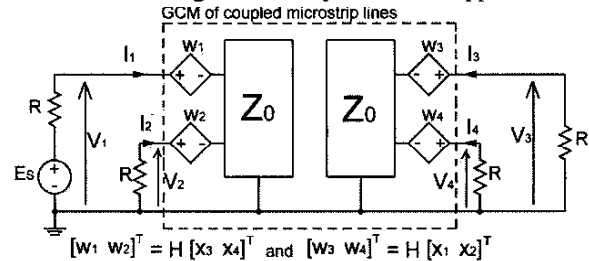 GCM of coupled microstrip lines
I1 W1 W3 I3
R I2 W2 Z0 Z0 W4 I4
V1 V3 R
Es R V2 V4 R
[W1 W2]^T = H [X3 X4]^T and [W3 W4]^T = H [X1 X2]^T